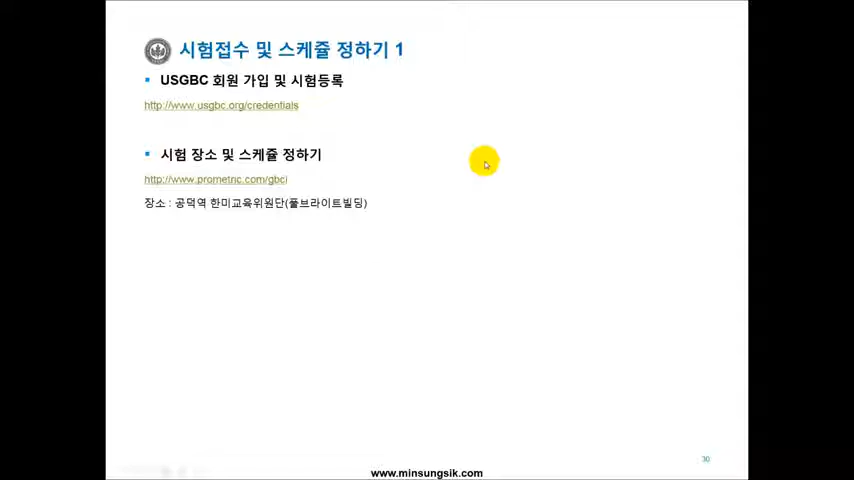 시험접수 및 스케쥴 정하기 1
USGBC 회원 가입 및 시험등록
http://www.usgbc.org/credentials
시험 장소 및 스케쥴 정하기
http://www.prometric.com/gbci
장소 : 공덕역 한미교육위원단(풀브라이트빌딩)
30
www.minsungsik.com